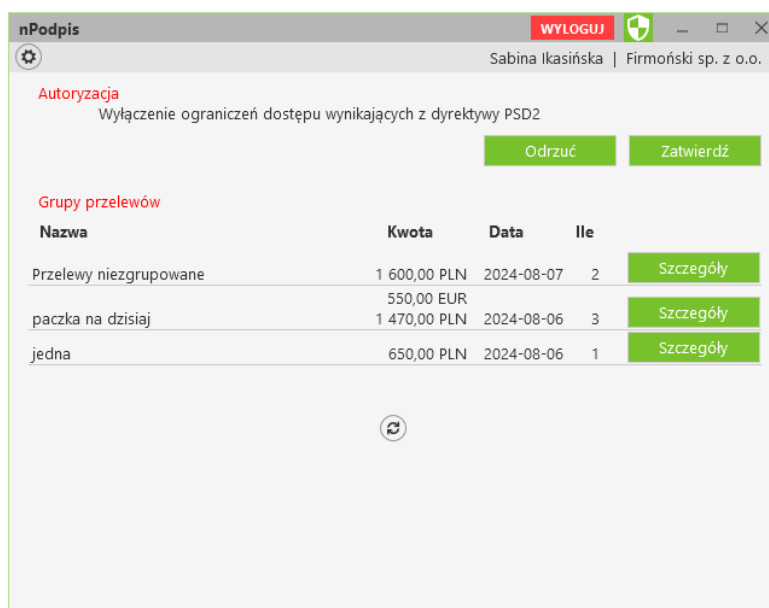 nPodpis WYLOGUJ
Sabina Ikasińska | Firmoński sp. z o.o.
Autoryzacja
Wyłączenie ograniczeń dostępu wynikających z dyrektywy PSD2
Odrzuć Zatwierdź
Grupy przelewów
Nazwa Kwota Data Ile
Przelewy niezgrupowane 1 600,00 PLN 2024-08-07 2 Szczegóły
550,00 EUR
paczka na dzisiaj 1 470,00 PLN 2024-08-06 3 Szczegóły
jedna 650,00 PLN 2024-08-06 1 Szczegóły